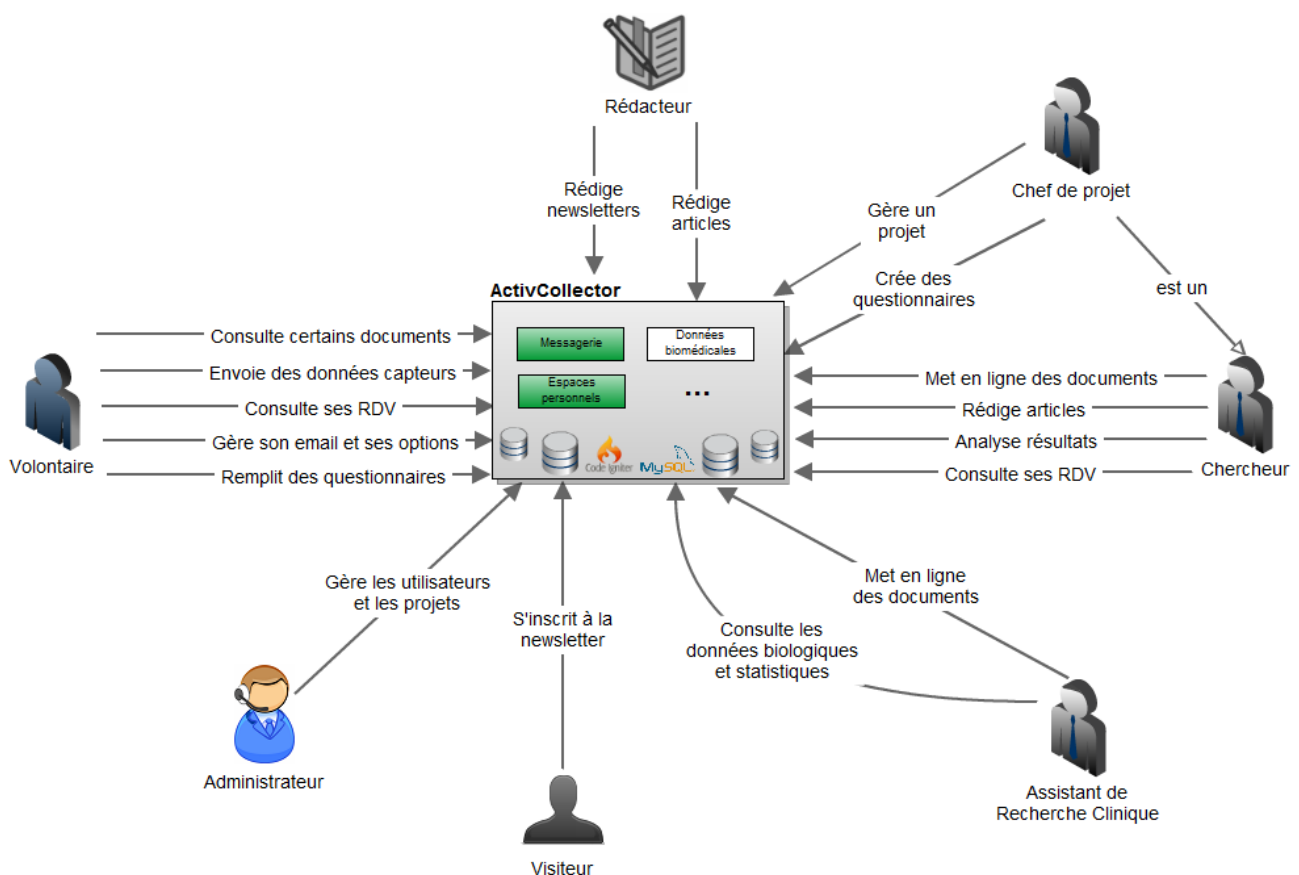 Rédacteur
Chef de projet
Rédige
newsletters
Rédige
articles
Gère un
projet
Crée des
questionnaires
est un
ActivCollector
Messagerie
Données
biomédicales
Espaces
personnels
...
Code Igniter
MySQL
Consulte certains documents
Envoie des données capteurs
Consulte ses RDV
Gère son email et ses options
Remplit des questionnaires
Volontaire
Met en ligne des documents
Rédige articles
Analyse résultats
Consulte ses RDV
Chercheur
Gère les utilisateurs
et les projets
S'inscrit à la
newsletter
Met en ligne
des documents
Consulte les
données biologiques
et statistiques
Administrateur
Visiteur
Assistant de
Recherche Clinique